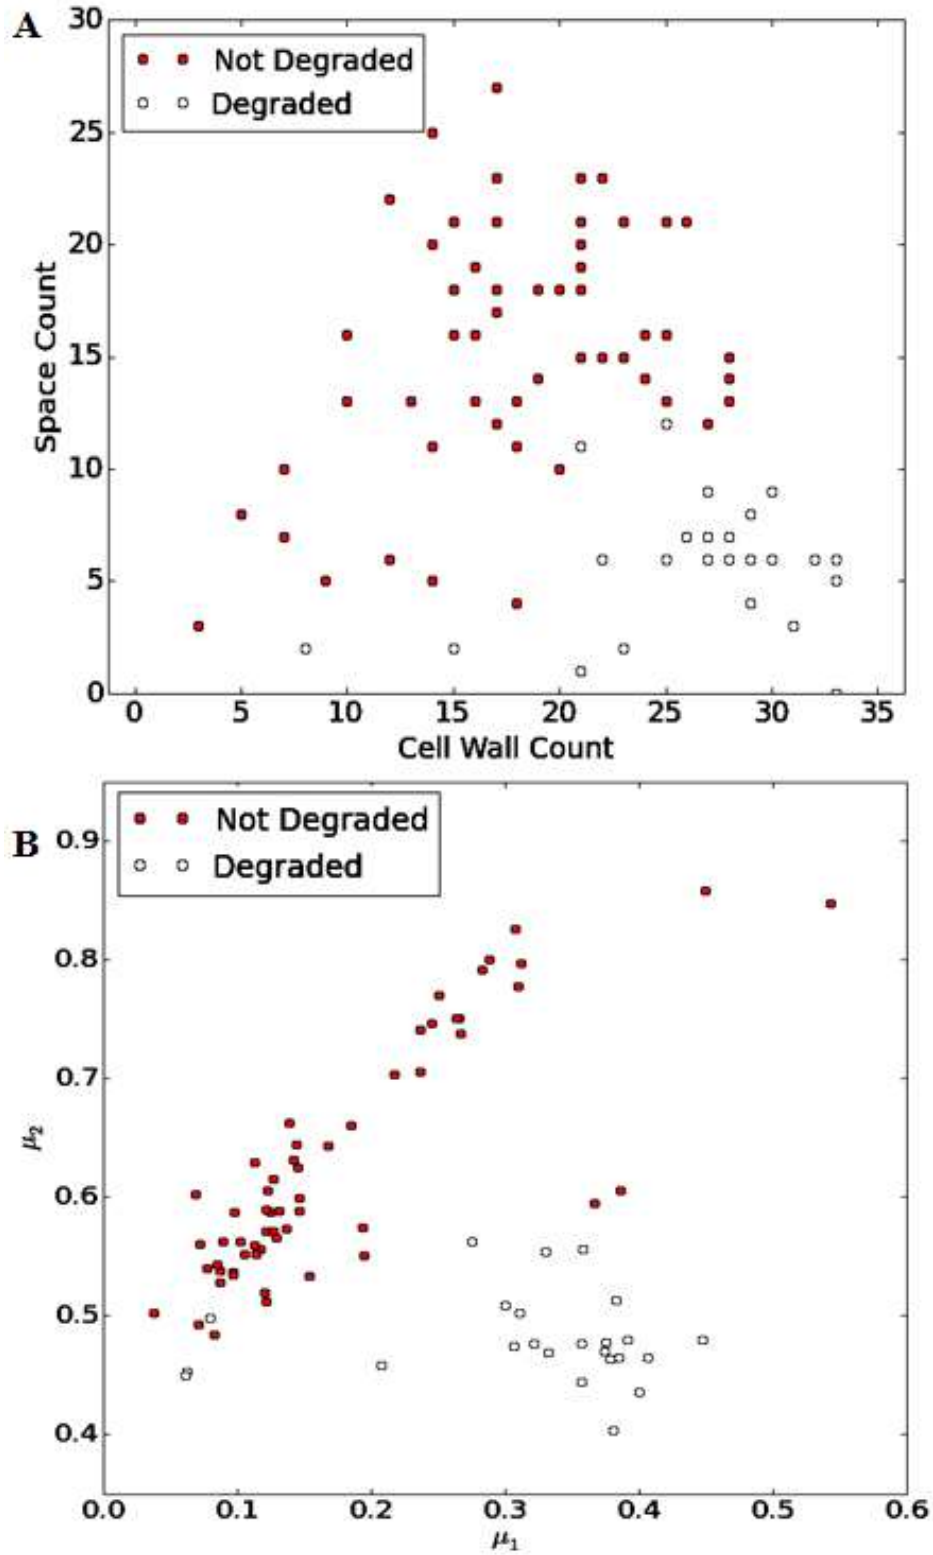 A
30
Not Degraded
Degraded
25
20
15
10
5
0
Space Count
0 5 10 15 20 25 30 35
Cell Wall Count
B
Not Degraded
Degraded
0.9
0.8
0.7
0.6
0.5
0.4
μ2
0.0 0.1 0.2 0.3 0.4 0.5 0.6
μ1